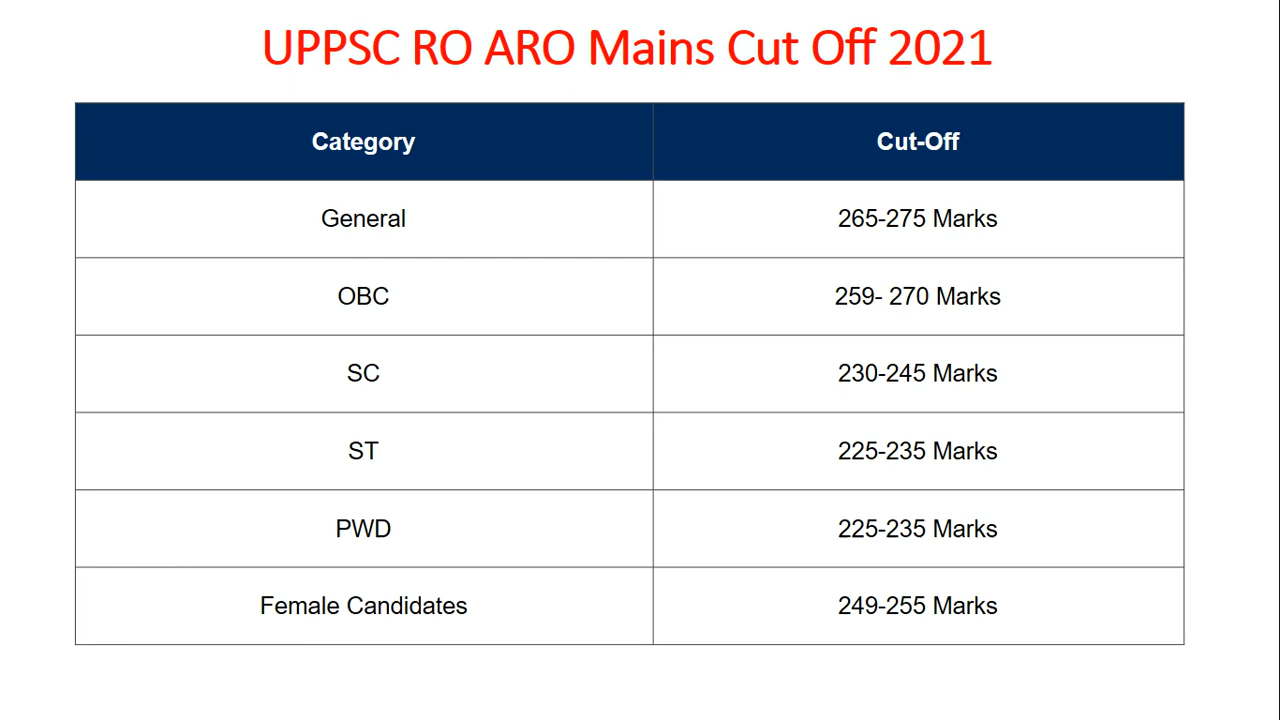 UPPSC RO ARO Mains Cut Off 2021
Category Cut-Off
General 265-275 Marks
OBC 259- 270 Marks
SC 230-245 Marks
ST 225-235 Marks
PWD 225-235 Marks
Female Candidates 249-255 Marks